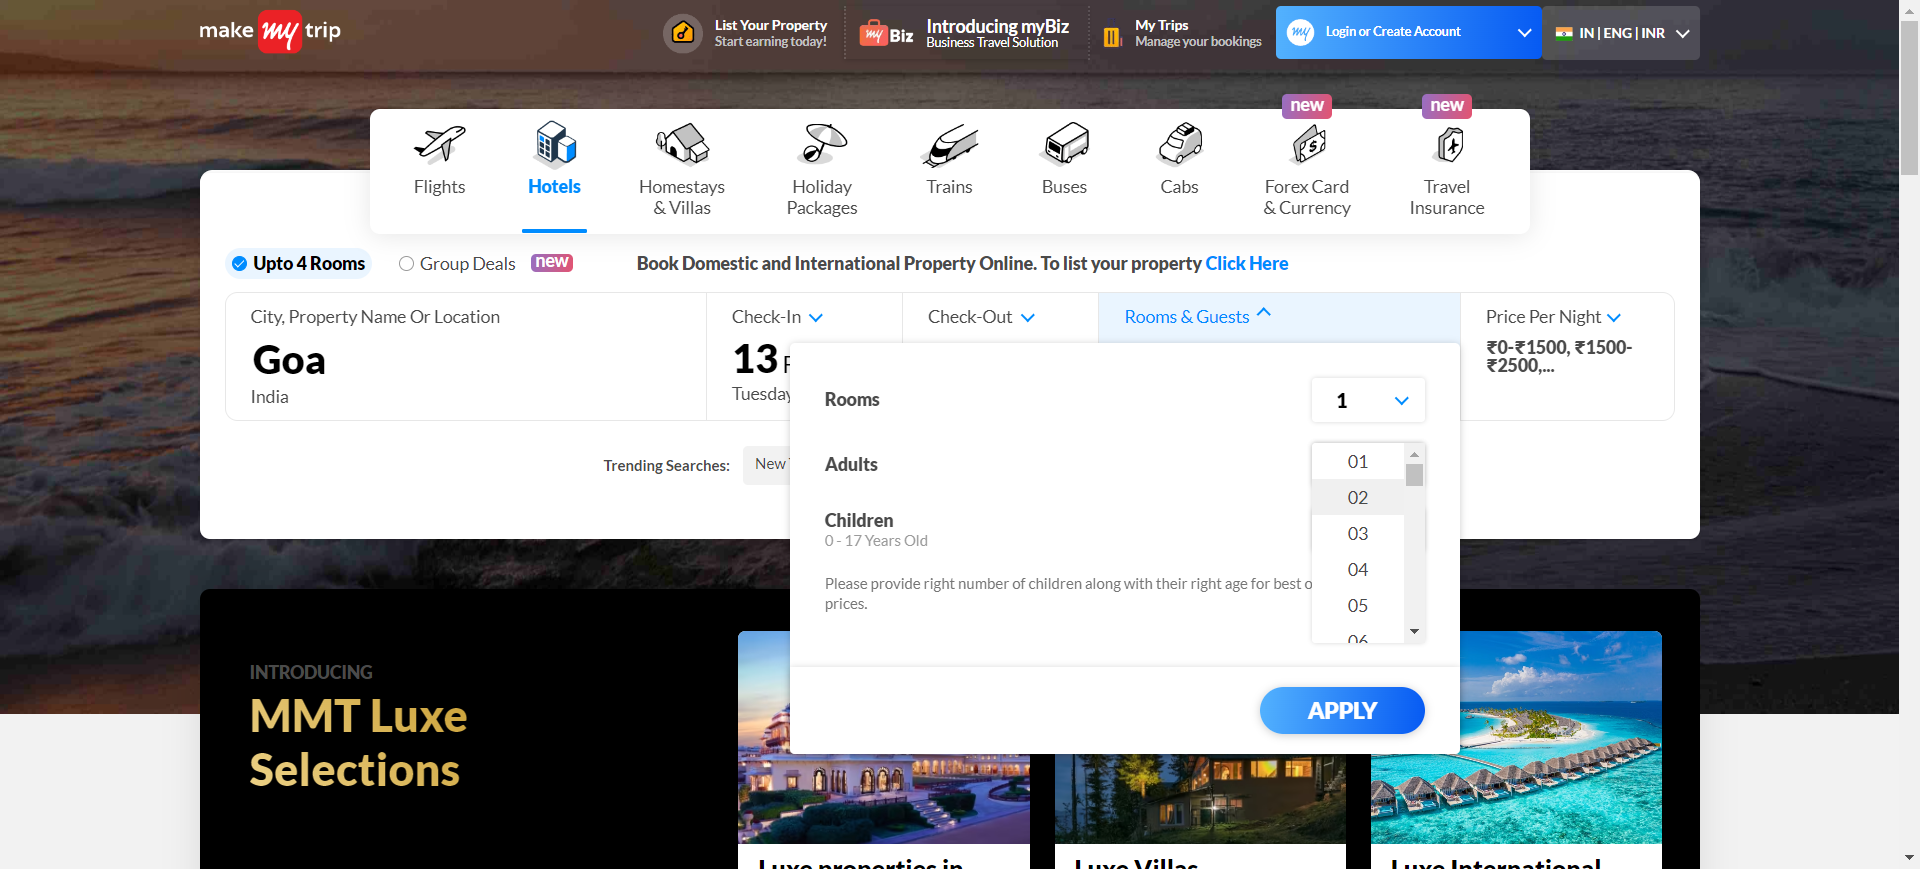 make my trip
List Your Property
Start earning today!
my Biz
Introducing myBiz
Business Travel Solution
My Trips
Manage your bookings
my
Login or Create Account
IN | ENG | INR
new
new
Flights
Hotels
Homestays
& Villas
Holiday
Packages
Trains
Buses
Cabs
Forex Card
& Currency
Travel
Insurance
Upto 4 Rooms
Group Deals
new
Book Domestic and International Property Online. To list your property Click Here
City, Property Name Or Location
Goa
India
Check-In
13
Tuesday
Check-Out
Rooms & Guests
Price Per Night
₹0-₹1500, ₹1500-
₹2500,...
Rooms
1
Adults
01
02
03
04
05
06
Children
0 - 17 Years Old
Please provide right number of children along with their right age for best
prices.
APPLY
Trending Searches:
New
INTRODUCING
MMT Luxe
Selections
Luxe properties in
Luxe Villas
Luxe International